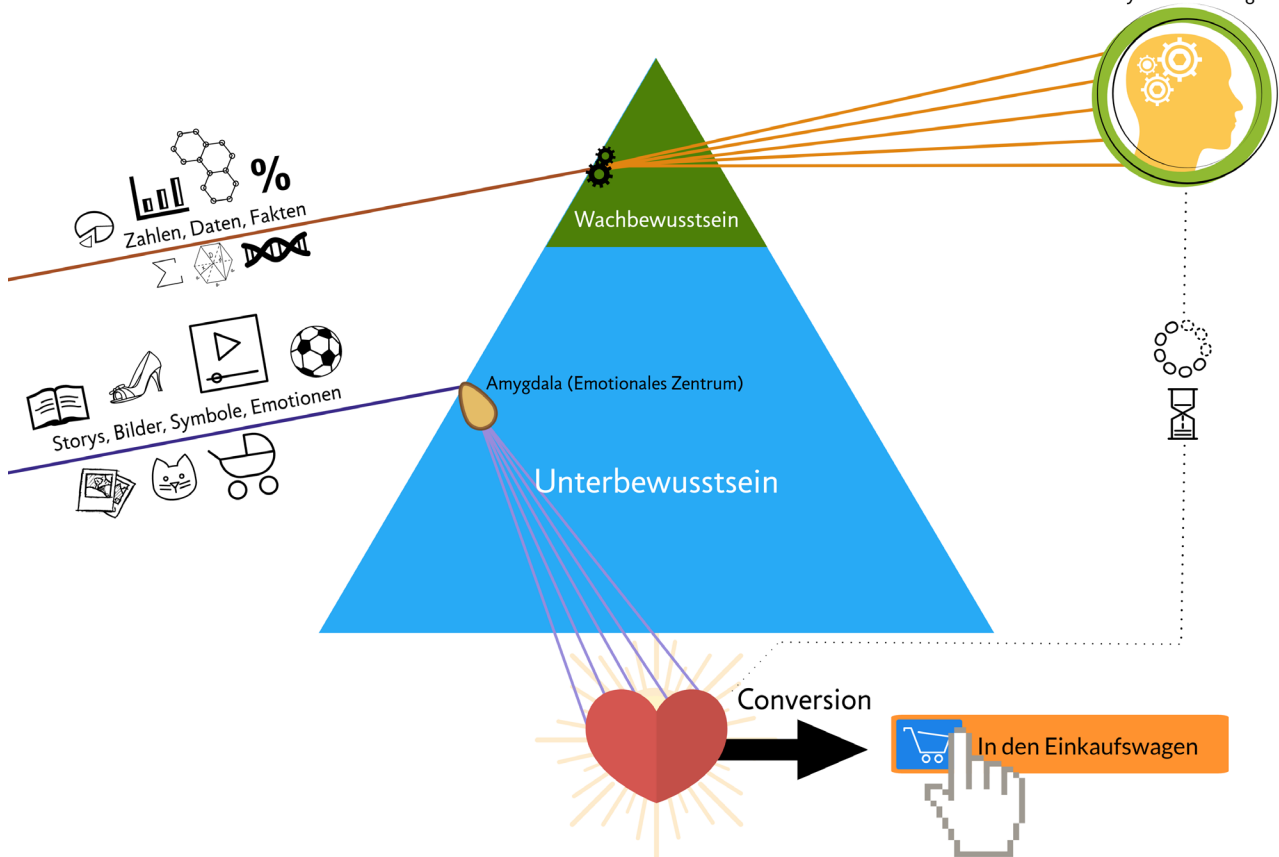 %
Zahlen, Daten, Fakten
Wachbewusstsein
Storys, Bilder, Symbole, Emotionen
Amygdala (Emotionales Zentrum)
Unterbewusstsein
Conversion
In den Einkaufswagen